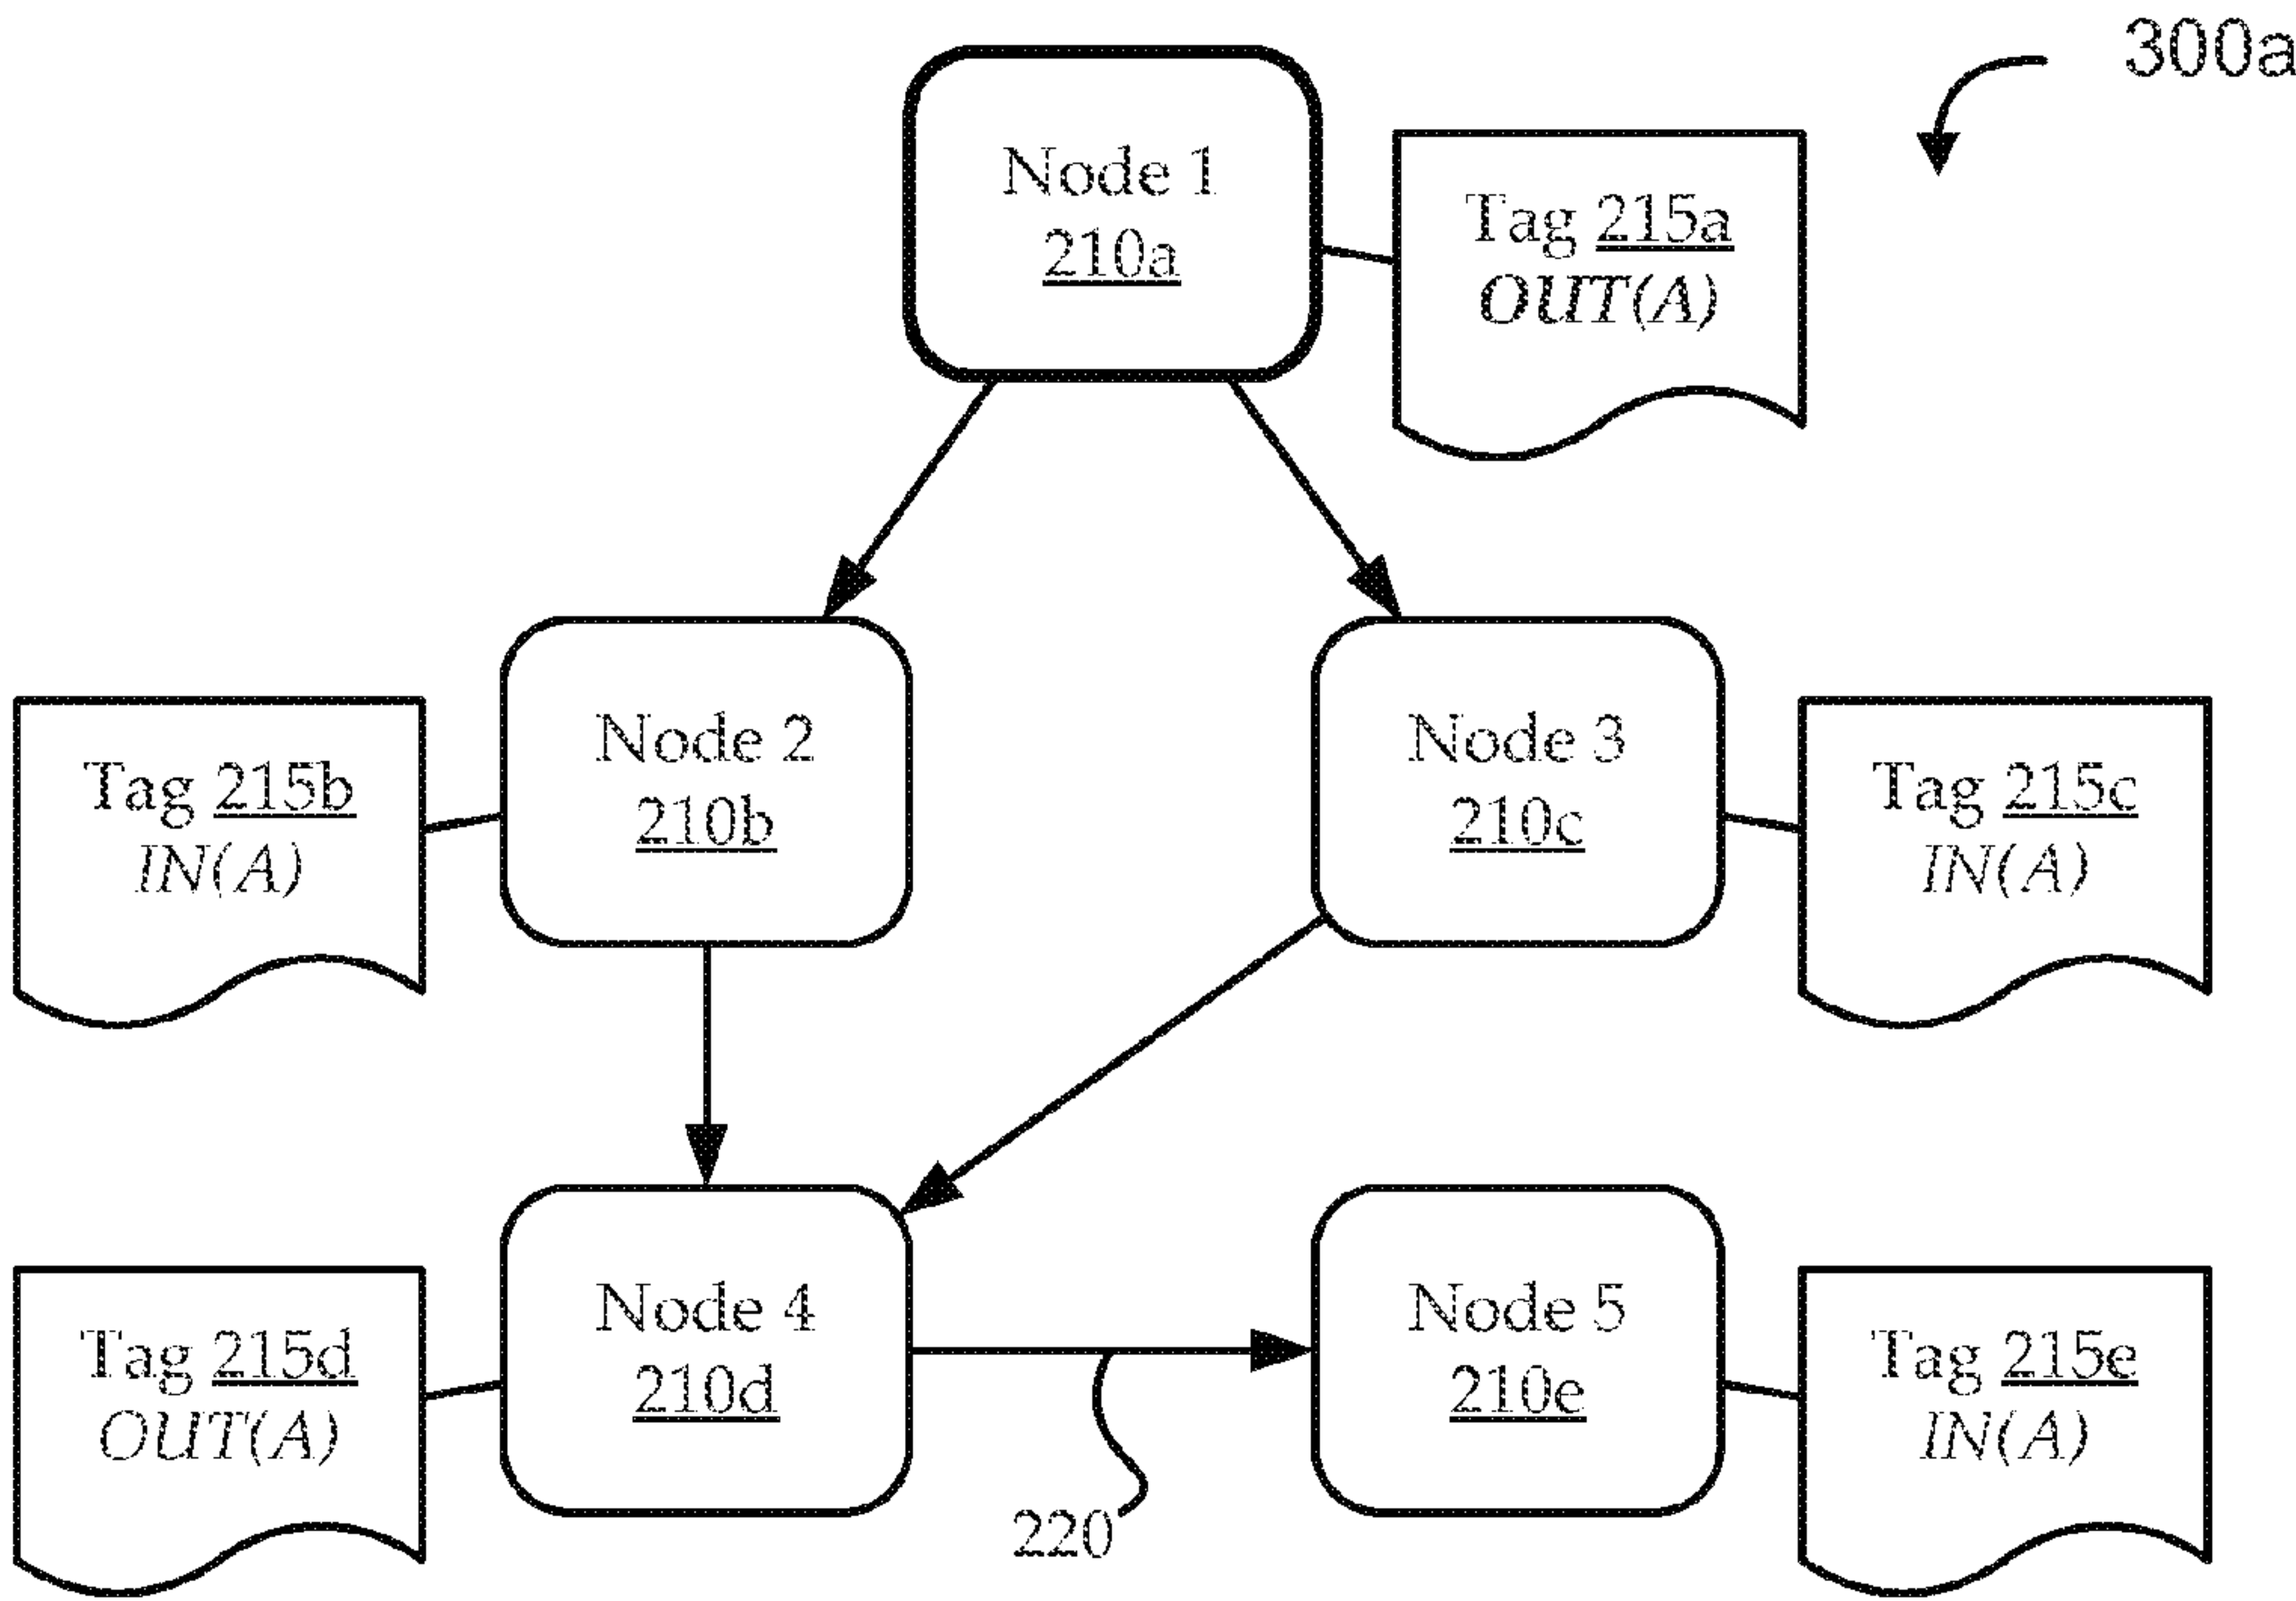 300a
Node 1
210a
Tag 215a
OUT(A)
Node 2
210b
Tag 215b
IN(A)
Node 3
210c
Tag 215c
IN(A)
Node 4
210d
Tag 215d
OUT(A)
Node 5
210e
Tag 215e
IN(A)
220